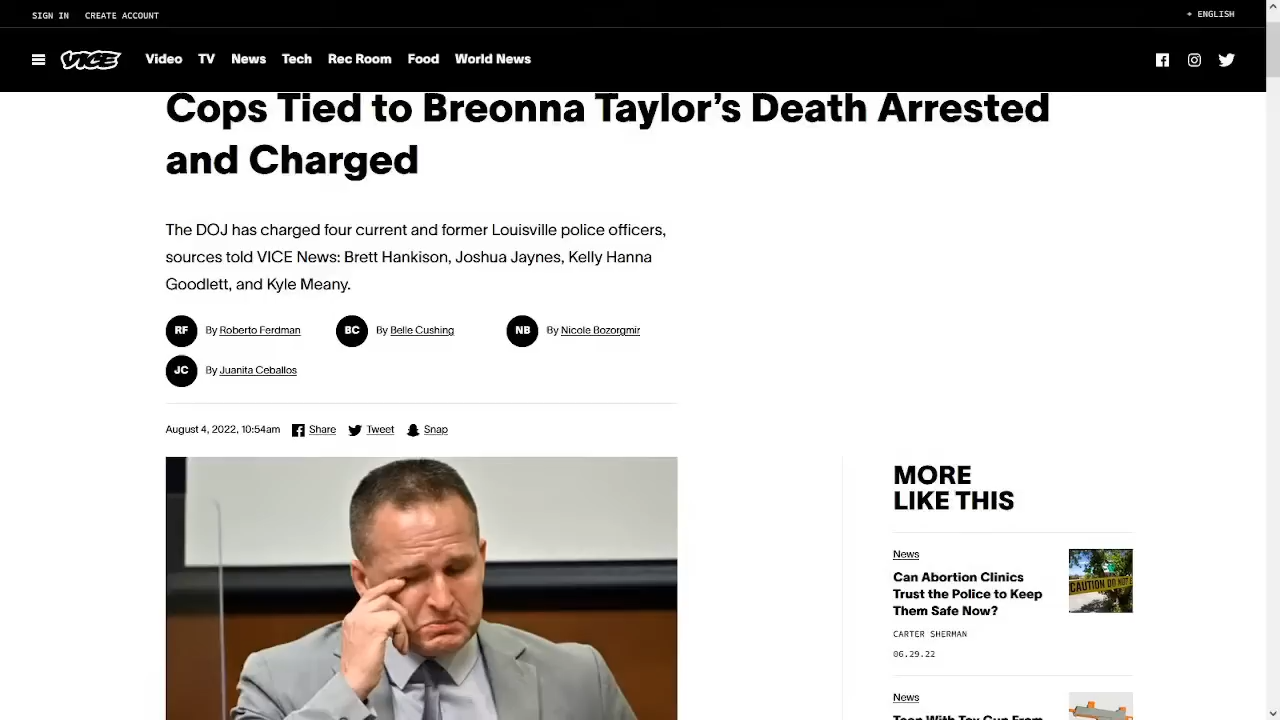 SIGN IN CREATE ACCOUNT
+ ENGLISH
VICE Video TV News Tech Rec Room Food World News
Cops Tied to Breonna Taylor’s Death Arrested
and Charged
The DOJ has charged four current and former Louisville police officers,
sources told VICE News: Brett Hankison, Joshua Jaynes, Kelly Hanna
Goodlett, and Kyle Meany.
RF By Roberto Ferdman BC By Belle Cushing NB By Nicole Bozorgmir
JC By Juanita Ceballos
August 4, 2022, 10:54am Share Tweet Snap
MORE
LIKE THIS
News
Can Abortion Clinics
Trust the Police to Keep
Them Safe Now?
CAUTION DO NOT
CARTER SHERMAN
06.29.22
News
Teen With Toy Gun From